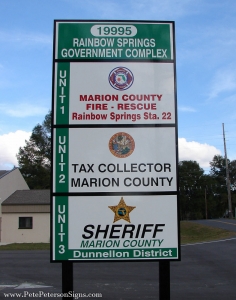 19995
RAINBOW SPRINGS
GOVERNMENT COMPLEX
UNIT 1
MARION COUNTY
FIRE - RESCUE
Rainbow Springs Sta. 22
UNIT 2
TAX COLLECTOR
MARION COUNTY
UNIT 3
SHERIFF
MARION COUNTY
Dunnellon District
www.PetePetersonSigns.com